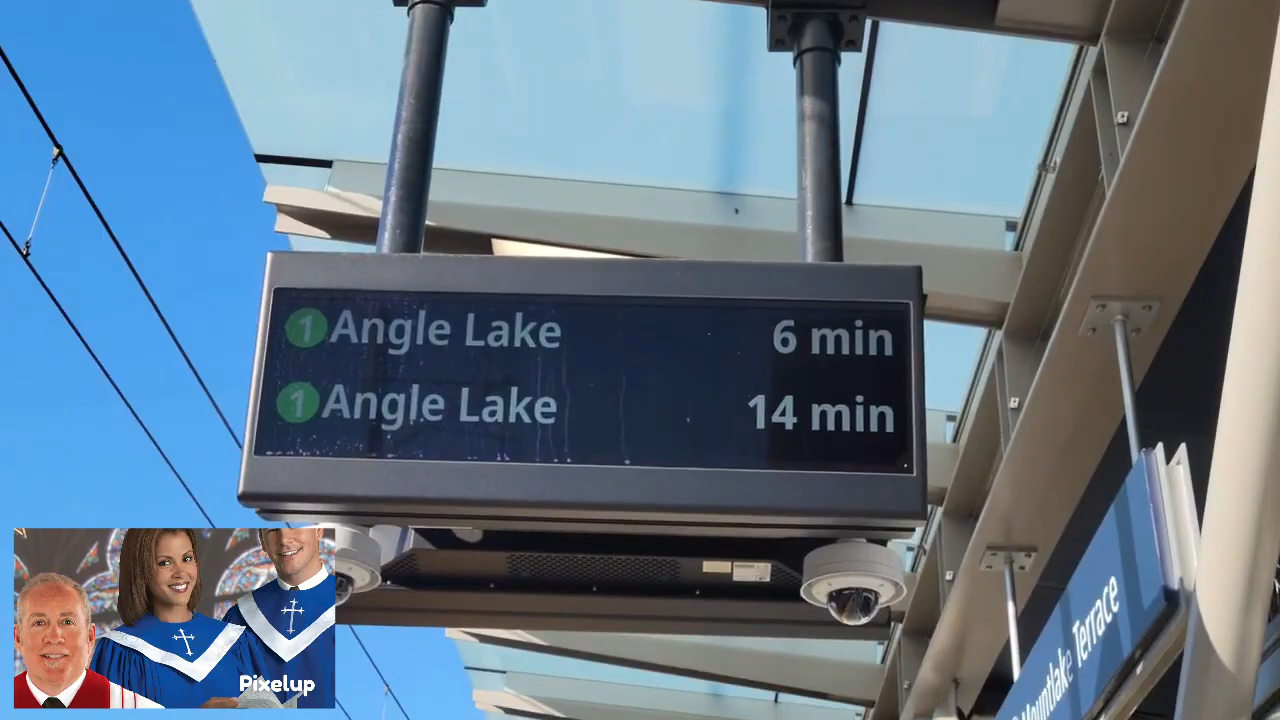 1 Angle Lake 6 min
1 Angle Lake 14 min
Mountlake Terrace
Pixelup